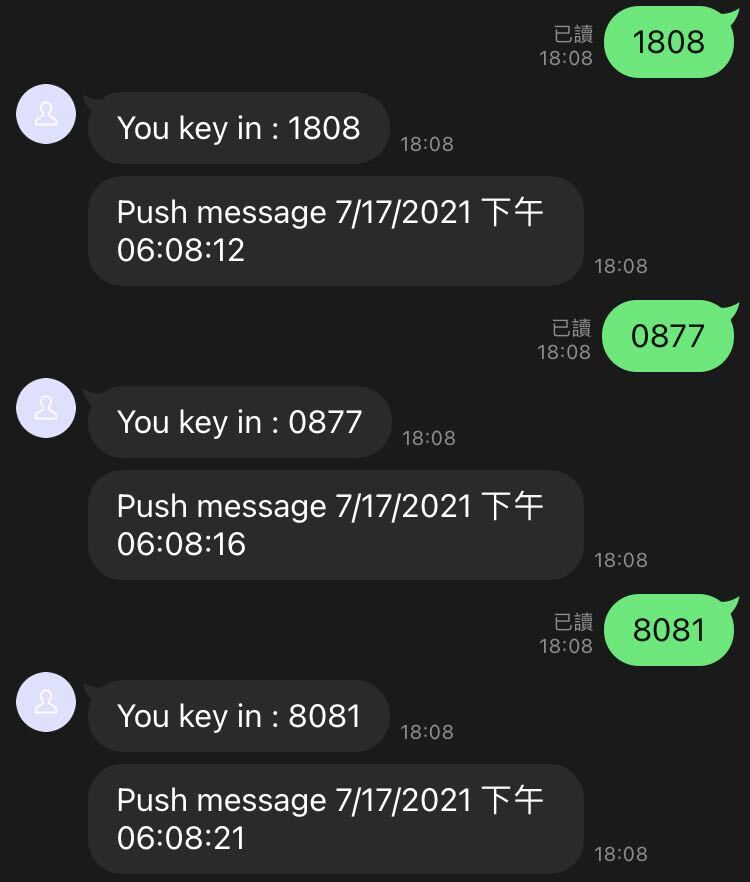 已讀
18:08
1808
You key in : 1808
18:08
Push message 7/17/2021 下午
06:08:12
18:08
已讀
18:08
0877
You key in : 0877
18:08
Push message 7/17/2021 下午
06:08:16
18:08
已讀
18:08
8081
You key in : 8081
18:08
Push message 7/17/2021 下午
06:08:21
18:08